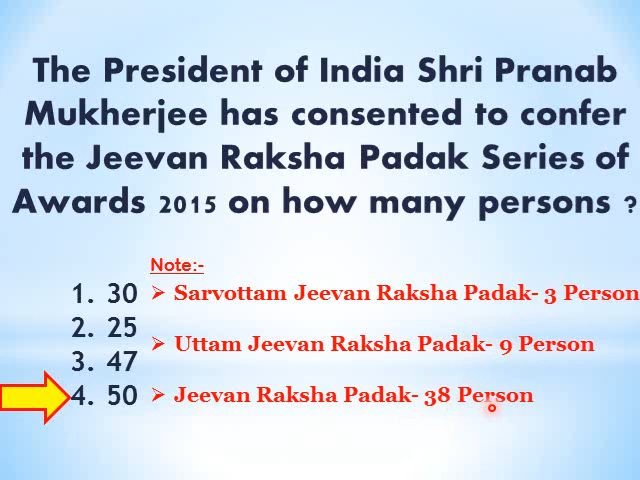 The President of India Shri Pranab
Mukherjee has consented to confer
the Jeevan Raksha Padak Series of
Awards 2015 on how many persons ?
Note:-
1. 30
➢ Sarvottam Jeevan Raksha Padak- 3 Person
2. 25
➢ Uttam Jeevan Raksha Padak- 9 Person
3. 47
4. 50
➢ Jeevan Raksha Padak- 38 Person